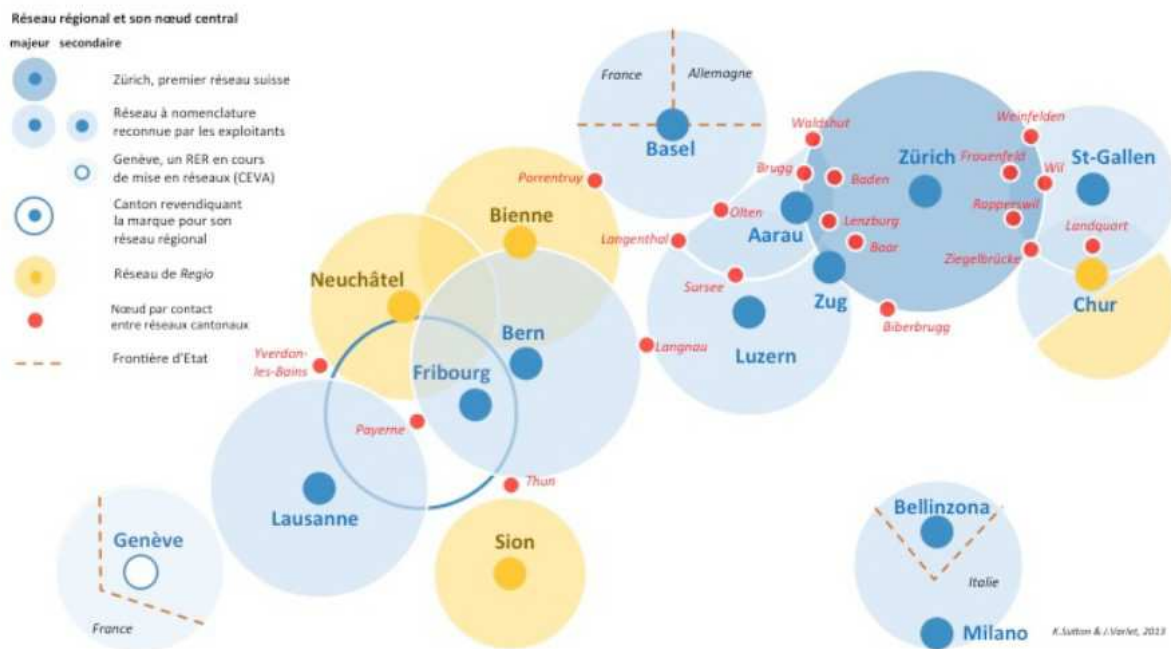 Réseau régional et son nœud central
majeur secondaire
Zürich, premier réseau suisse
Réseau à nomenclature
reconnue par les exploitants
Genève, un RER en cours
de mise en réseaux (CEVA)
Canton revendiquant
la marque pour son
réseau régional
Réseau de Regio
Nœud par contact
entre réseaux cantonaux
Frontière d'Etat
France
Allemagne
Basel
Waldshut
Weinfelden
Brugg
Baden
Zürich
Frauenfeld
Wil
St-Gallen
Porrentruy
Olten
Aarau
Lenzburg
Rapperswil
Landquart
Bienne
Langenthal
Baar
Ziegelbrücke
Neuchâtel
Sursee
Zug
Chur
Biberbrugg
Bern
Langnau
Luzern
Yverdon-
les-Bains
Fribourg
Payerne
Thun
Lausanne
Bellinzona
Genève
Sion
Italie
France
Milano
K.Sutton & J.Varlet, 2013